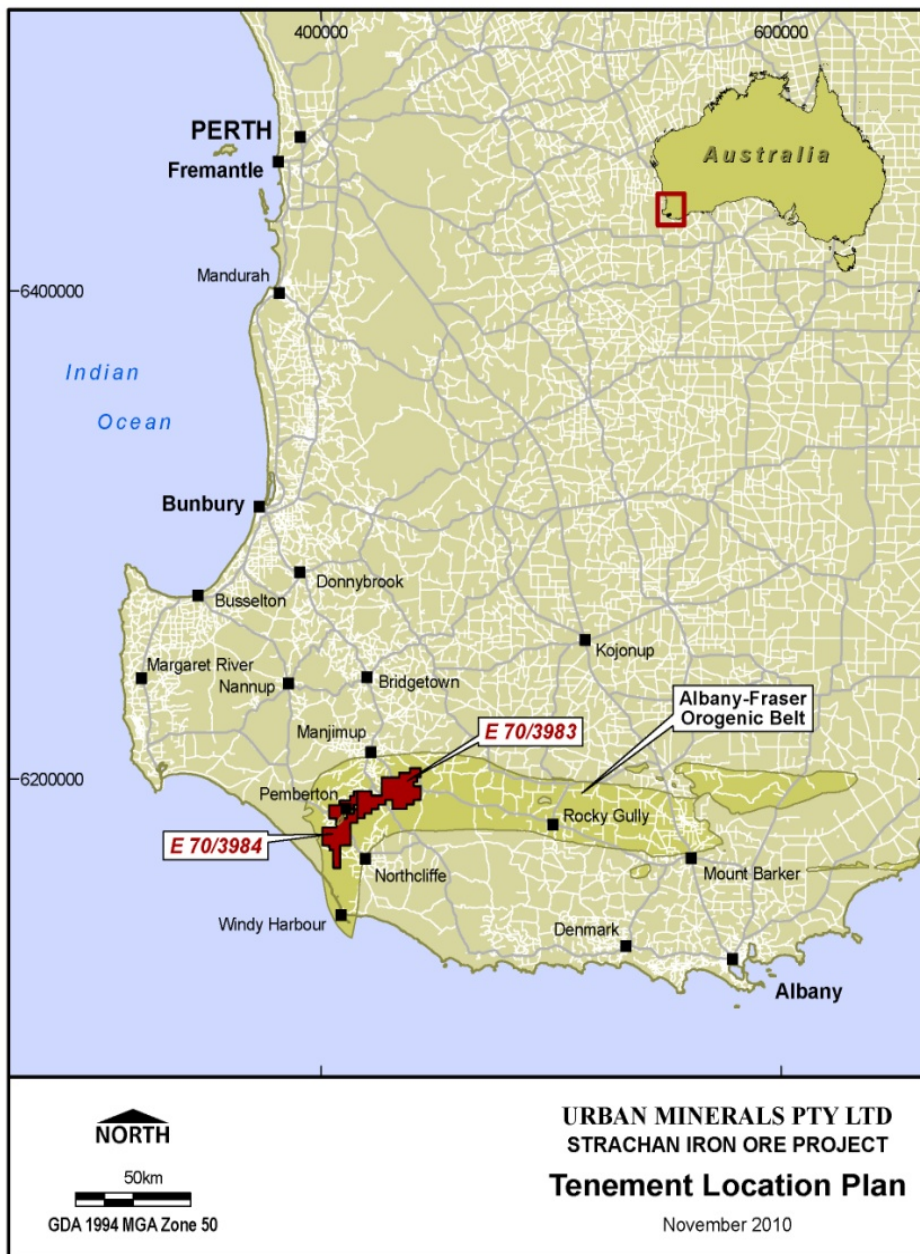 400000
600000
PERTH
Fremantle
Australia
Mandurah
6400000
Indian
Ocean
Bunbury
Donnybrook
Busselton
Kojonup
Margaret River
Nannup
Bridgetown
Albany-Fraser
Orogenic Belt
Manjimup
E 70/3983
6200000
Pemberton
Rocky Gully
E 70/3984
Northcliffe
Mount Barker
Windy Harbour
Denmark
Albany
NORTH
50km
GDA 1994 MGA Zone 50
URBAN MINERALS PTY LTD
STRACHAN IRON ORE PROJECT
Tenement Location Plan
November 2010